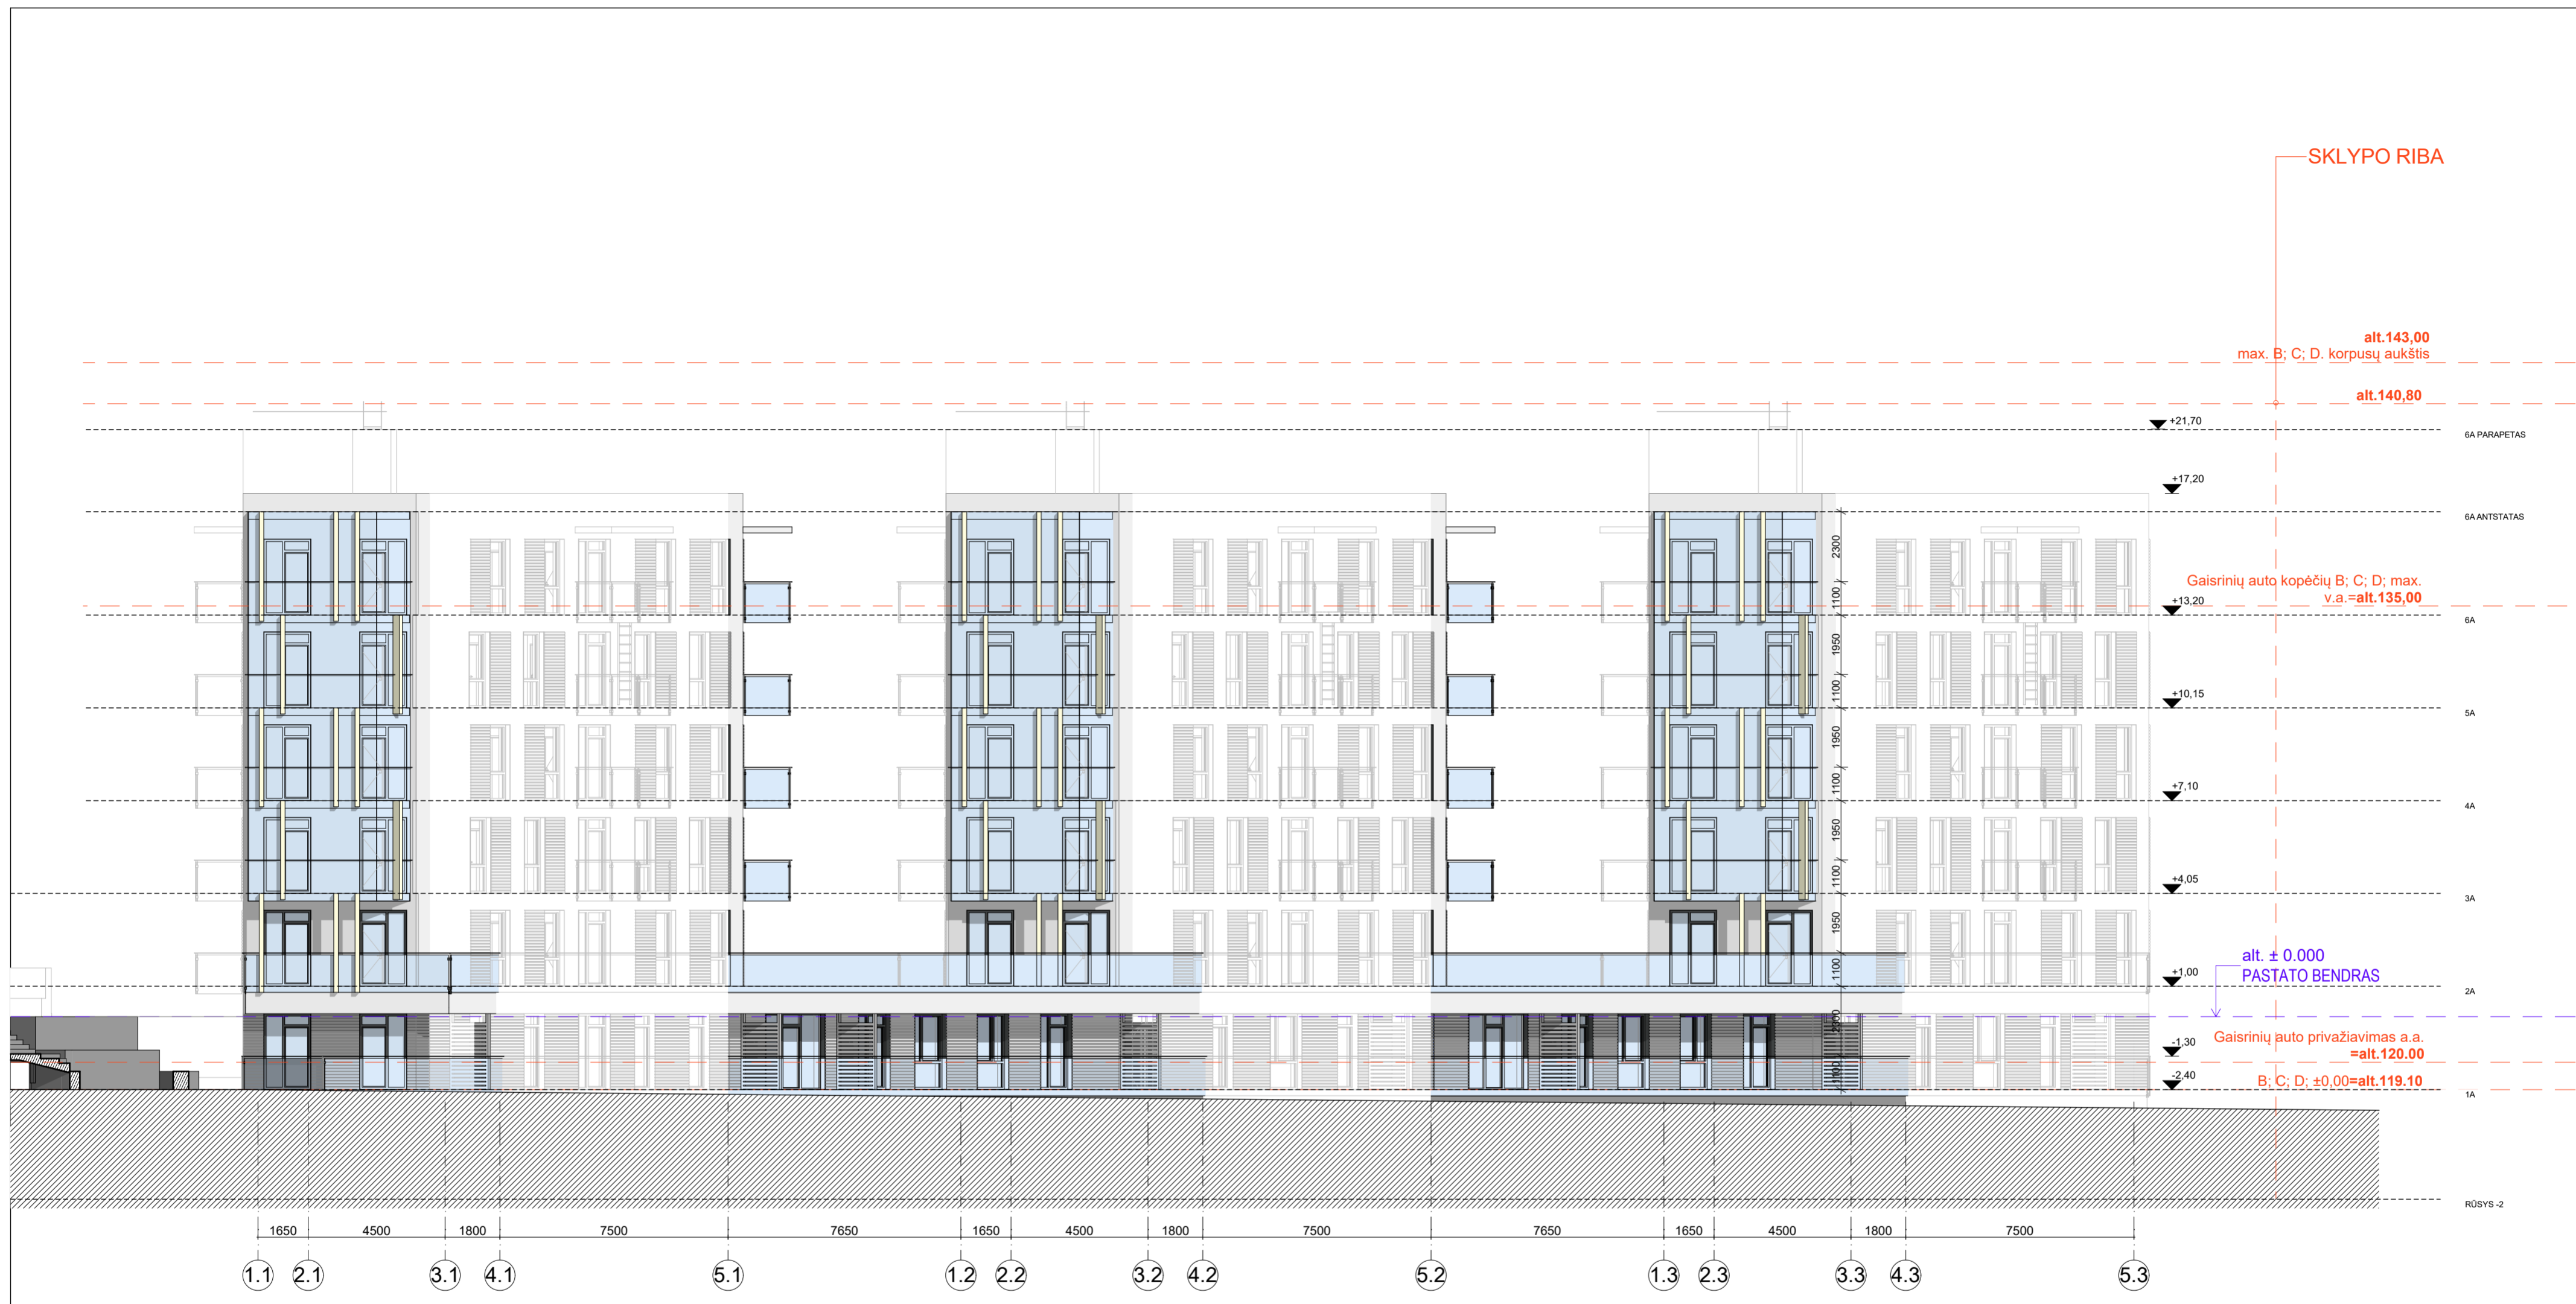 SKLYPO RIBA
alt.143,00
max. B; C; D. korpusų aukštis
alt.140,80
+21,70
6A PARAPETAS
+17,20
6A ANTSTATAS
Gaisrinių auto kopėčių B; C; D; max.
v.a.=alt.135,00
+13,20
6A
+10,15
5A
+7,10
4A
+4,05
3A
alt. ± 0.000
PASTATO BENDRAS
+1,00
2A
Gaisrinių auto privažiavimas a.a.
=alt.120.00
-1,30
B; C; D; ±0,00=alt.119.10
-2,40
1A
RŪSYS -2
2300
1100
1950
1100
1950
1100
1950
1100
1950
1100
2300
1100
1650 4500 1800 7500 7650 1650 4500 1800 7500 7650 1650 4500 1800 7500
1.1 2.1 3.1 4.1 5.1 1.2 2.2 3.2 4.2 5.2 1.3 2.3 3.3 4.3 5.3